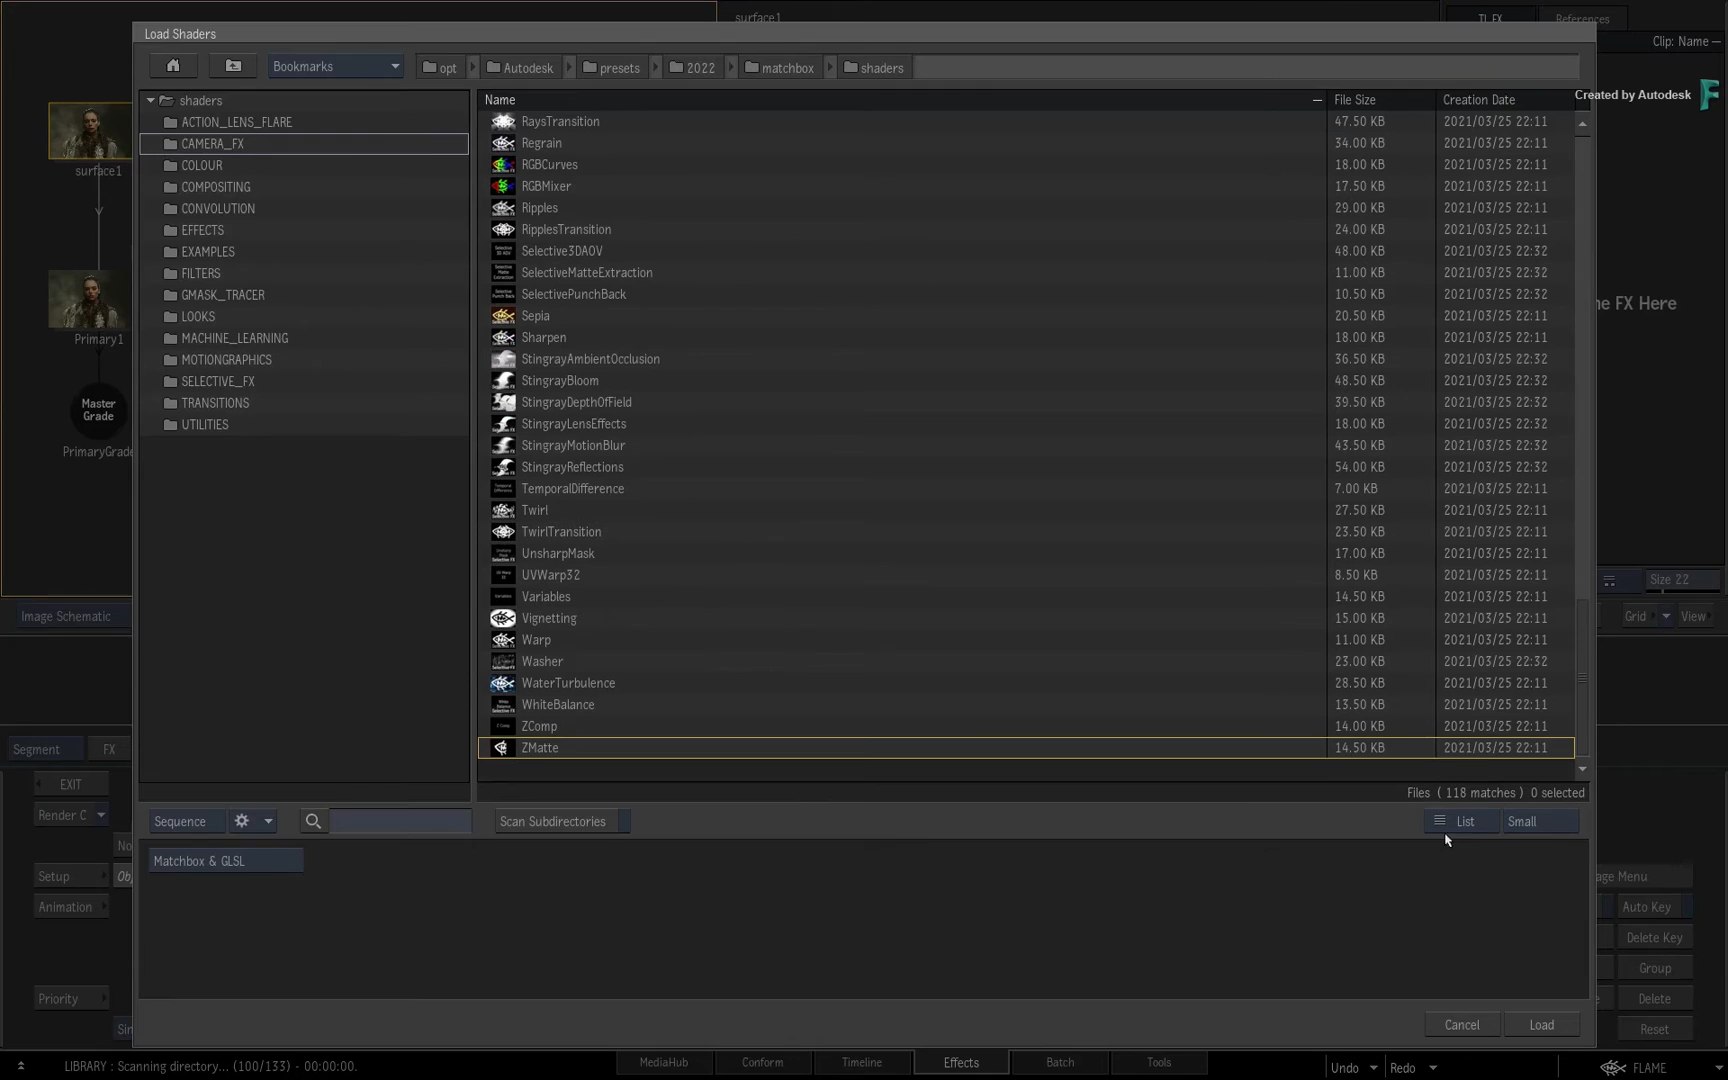 surface1
TL FX
References
Load Shaders
Clip: Name
Bookmarks
opt
Autodesk
presets
2022
matchbox
shaders
Created by Autodesk
shaders
ACTION_LENS_FLARE
CAMERA_FX
COLOUR
COMPOSITING
CONVOLUTION
EFFECTS
EXAMPLES
FILTERS
GMASK_TRACER
LOOKS
MACHINE_LEARNING
MOTIONGRAPHICS
SELECTIVE_FX
TRANSITIONS
UTILITIES
Name File Size Creation Date
RaysTransition 47.50 KB 2021/03/25 22:11
Regrain 34.00 KB 2021/03/25 22:11
RGBCurves 18.00 KB 2021/03/25 22:11
RGBMixer 17.50 KB 2021/03/25 22:11
Ripples 29.00 KB 2021/03/25 22:11
RipplesTransition 24.00 KB 2021/03/25 22:11
Selective3DAOV 48.00 KB 2021/03/25 22:32
SelectiveMatteExtraction 11.00 KB 2021/03/25 22:32
SelectivePunchBack 10.50 KB 2021/03/25 22:32
Sepia 20.50 KB 2021/03/25 22:11
Sharpen 18.00 KB 2021/03/25 22:11
StingrayAmbientOcclusion 36.50 KB 2021/03/25 22:32
StingrayBloom 48.50 KB 2021/03/25 22:32
StingrayDepthOfField 39.50 KB 2021/03/25 22:32
StingrayLensEffects 18.00 KB 2021/03/25 22:32
StingrayMotionBlur 43.50 KB 2021/03/25 22:32
StingrayReflections 54.00 KB 2021/03/25 22:32
TemporalDifference 7.00 KB 2021/03/25 22:11
Twirl 27.50 KB 2021/03/25 22:11
TwirlTransition 23.50 KB 2021/03/25 22:11
UnsharpMask 17.00 KB 2021/03/25 22:11
UVWarp32 8.50 KB 2021/03/25 22:11
Variables 14.50 KB 2021/03/25 22:11
Vignetting 15.00 KB 2021/03/25 22:11
Warp 11.00 KB 2021/03/25 22:11
Washer 23.00 KB 2021/03/25 22:32
WaterTurbulence 28.50 KB 2021/03/25 22:11
WhiteBalance 13.50 KB 2021/03/25 22:11
ZComp 14.00 KB 2021/03/25 22:11
ZMatte 14.50 KB 2021/03/25 22:11
Files ( 118 matches ) 0 selected
Sequence
Scan Subdirectories
List
Small
Matchbox & GLSL
Cancel
Load
surface1
Primary1
Master
Grade
PrimaryGrade
Image Schematic
Segment
FX
EXIT
Render C
No
Setup
Animation
Priority
Sin
FX Here
Size 22
Grid
View
Menu
Auto Key
Delete Key
Group
Delete
Reset
LIBRARY : Scanning directory... (100/133) - 00:00:00.
MediaHub
Conform
Timeline
Effects
Batch
Tools
Undo
Redo
FLAME